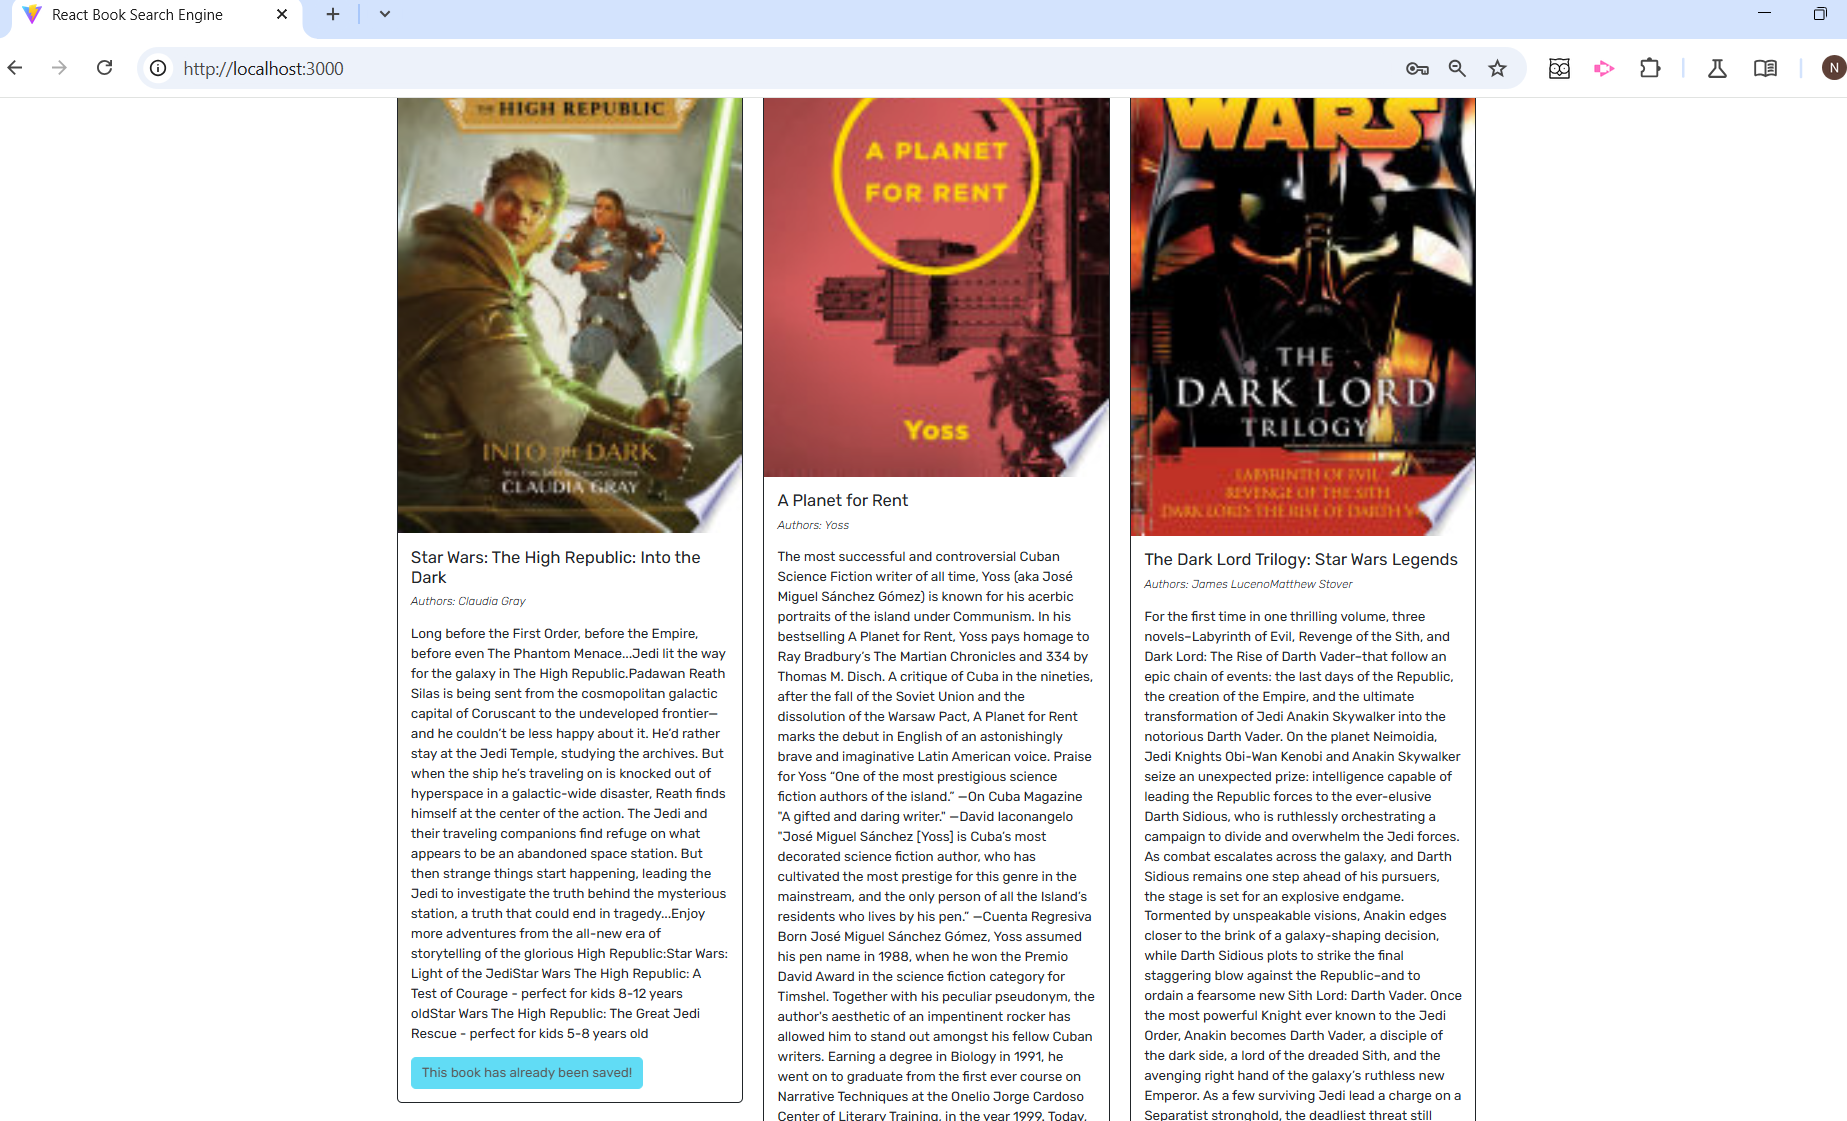 React Book Search Engine
http://localhost:3000
N
THE HIGH REPUBLIC
INTO THE DARK
CLAUDIA GRAY
Star Wars: The High Republic: Into the
Dark
Authors: Claudia Gray
Long before the First Order, before the Empire,
before even The Phantom Menace...Jedi lit the way
for the galaxy in The High Republic.Padawan Reath
Silas is being sent from the cosmopolitan galactic
capital of Coruscant to the undeveloped frontier—
and he couldn't be less happy about it. He'd rather
stay at the Jedi Temple, studying the archives. But
when the ship he's traveling on is knocked out of
hyperspace in a galactic-wide disaster, Reath finds
himself at the center of the action. The Jedi and
their traveling companions find refuge on what
appears to be an abandoned space station. But
then strange things start happening, leading the
Jedi to investigate the truth behind the mysterious
station, a truth that could end in tragedy...Enjoy
more adventures from the all-new era of
storytelling of the glorious High Republic:Star Wars:
Light of the JediStar Wars The High Republic: A
Test of Courage - perfect for kids 8-12 years
oldStar Wars The High Republic: The Great Jedi
Rescue - perfect for kids 5-8 years old
This book has already been saved!
A PLANET
FOR RENT
Yoss
A Planet for Rent
Authors: Yoss
The most successful and controversial Cuban
Science Fiction writer of all time, Yoss (aka José
Miguel Sánchez Gómez) is known for his acerbic
portraits of the island under Communism. In his
bestselling A Planet for Rent, Yoss pays homage to
Ray Bradbury's The Martian Chronicles and 334 by
Thomas M. Disch. A critique of Cuba in the nineties,
after the fall of the Soviet Union and the
dissolution of the Warsaw Pact, A Planet for Rent
marks the debut in English of an astonishingly
brave and imaginative Latin American voice. Praise
for Yoss “One of the most prestigious science
fiction authors of the island.” —On Cuba Magazine
"A gifted and daring writer." —David Iaconangelo
"José Miguel Sánchez [Yoss] is Cuba's most
decorated science fiction author, who has
cultivated the most prestige for this genre in the
mainstream, and the only person of all the Island's
residents who lives by his pen.” —Cuenta Regresiva
Born José Miguel Sánchez Gómez, Yoss assumed
his pen name in 1988, when he won the Premio
David Award in the science fiction category for
Timshel. Together with his peculiar pseudonym, the
author's aesthetic of an impentinent rocker has
allowed him to stand out amongst his fellow Cuban
writers. Earning a degree in Biology in 1991, he
went on to graduate from the first ever course on
Narrative Techniques at the Onelio Jorge Cardoso
Center of Literary Training, in the year 1999. Today,
WARS
THE
DARK LORD
TRILOGY
LABYRINTH OF EVIL
REVENGE OF THE SITH
DARK LORD: THE RISE OF DARTH V
The Dark Lord Trilogy: Star Wars Legends
Authors: James LucenoMatthew Stover
For the first time in one thrilling volume, three
novels–Labyrinth of Evil, Revenge of the Sith, and
Dark Lord: The Rise of Darth Vader–that follow an
epic chain of events: the last days of the Republic,
the creation of the Empire, and the ultimate
transformation of Jedi Anakin Skywalker into the
notorious Darth Vader. On the planet Neimoidia,
Jedi Knights Obi-Wan Kenobi and Anakin Skywalker
seize an unexpected prize: intelligence capable of
leading the Republic forces to the ever-elusive
Darth Sidious, who is ruthlessly orchestrating a
campaign to divide and overwhelm the Jedi forces.
As combat escalates across the galaxy, and Darth
Sidious remains one step ahead of his pursuers,
the stage is set for an explosive endgame.
Tormented by unspeakable visions, Anakin edges
closer to the brink of a galaxy-shaping decision,
while Darth Sidious plots to strike the final
staggering blow against the Republic–and to
ordain a fearsome new Sith Lord: Darth Vader. Once
the most powerful Knight ever known to the Jedi
Order, Anakin becomes Darth Vader, a disciple of
the dark side, a lord of the dreaded Sith, and the
avenging right hand of the galaxy's ruthless new
Emperor. As a few surviving Jedi lead a charge on a
Separatist stronghold, the deadliest threat still